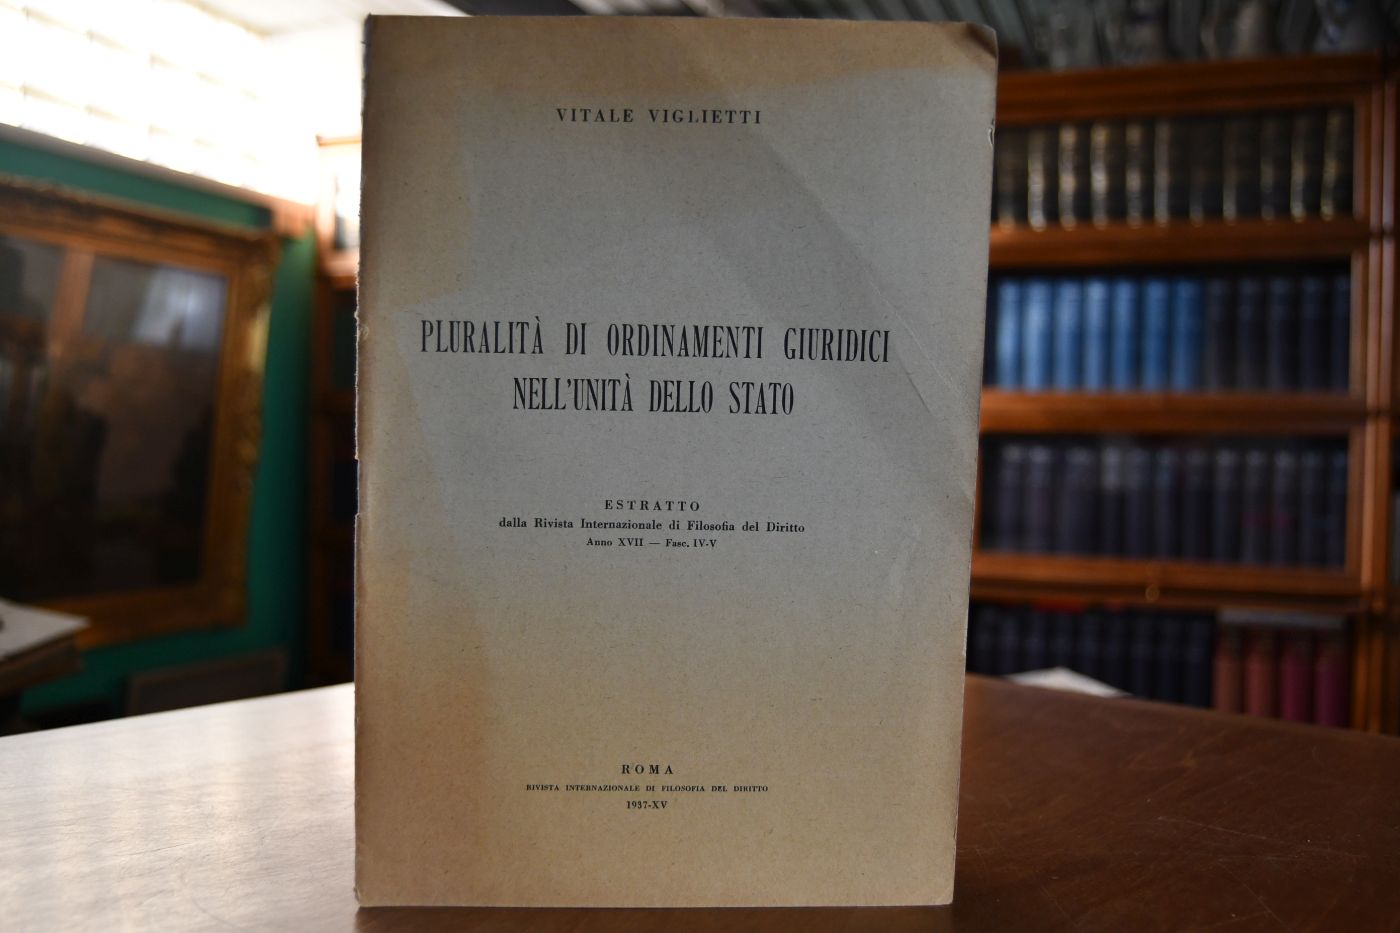 VITALE VIGLIETTI
PLURALITÀ DI ORDINAMENTI GIURIDICI
NELL'UNITÀ DELLO STATO
ESTRATTO
dalla Rivista Internazionale di Filosofia del Diritto
Anno XVII — Fasc. IV-V
ROMA
RIVISTA INTERNAZIONALE DI FILOSOFIA DEL DIRITTO
1937-XV